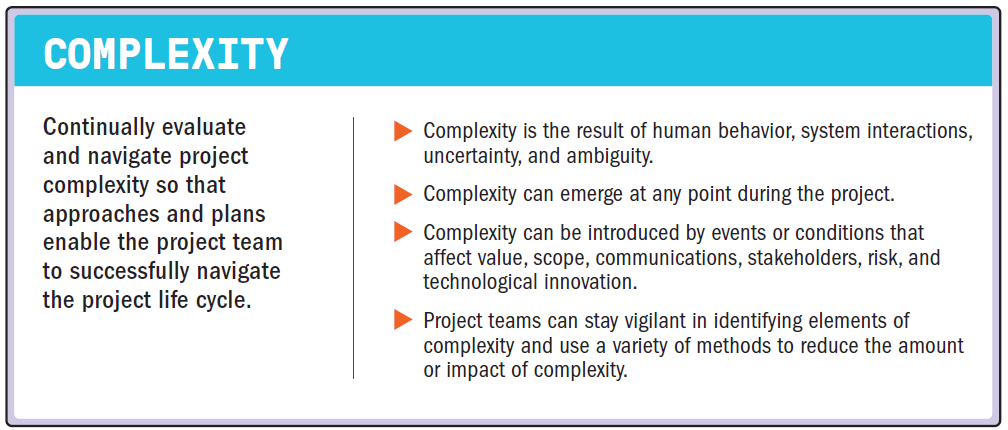 COMPLEXITY
Continually evaluate
and navigate project
complexity so that
approaches and plans
enable the project team
to successfully navigate
the project life cycle.
Complexity is the result of human behavior, system interactions,
uncertainty, and ambiguity.
Complexity can emerge at any point during the project.
Complexity can be introduced by events or conditions that
affect value, scope, communications, stakeholders, risk, and
technological innovation.
Project teams can stay vigilant in identifying elements of
complexity and use a variety of methods to reduce the amount
or impact of complexity.